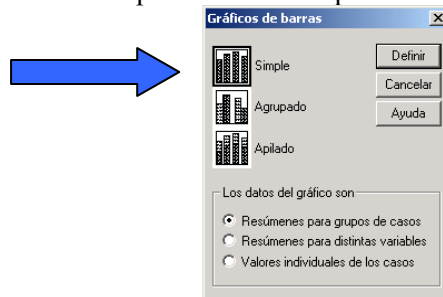 Gráficos de barras
Simple
Agrupado
Apilado
Definir
Cancelar
Ayuda
Los datos del gráfico son
Resúmenes para grupos de casos
Resúmenes para distintas variables
Valores individuales de los casos